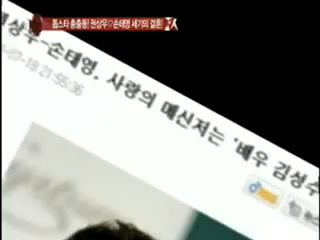 톱스타 총출동! 권상우♡손태영 세기의 결혼!
권상우-손태영, 사랑의 메신저는 '배우 김성수
-07-18 21:55:35